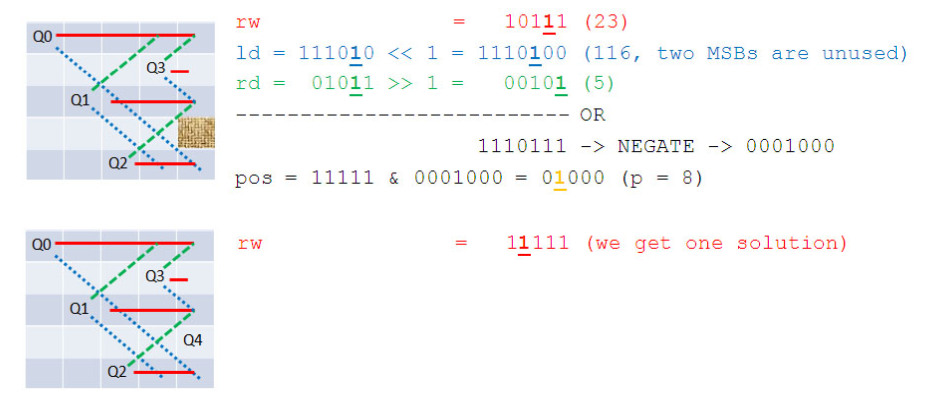 rw = 10111 (23)
ld = 111010 << 1 = 1110100 (116, two MSBs are unused)
rd = 01011 >> 1 = 00101 (5)
-------------------------- OR
1110111 -> NEGATE -> 0001000
pos = 11111 & 0001000 = 01000 (p = 8)
Q0
Q3
Q1
Q2
rw = 11111 (we get one solution)
Q0
Q3
Q1
Q4
Q2